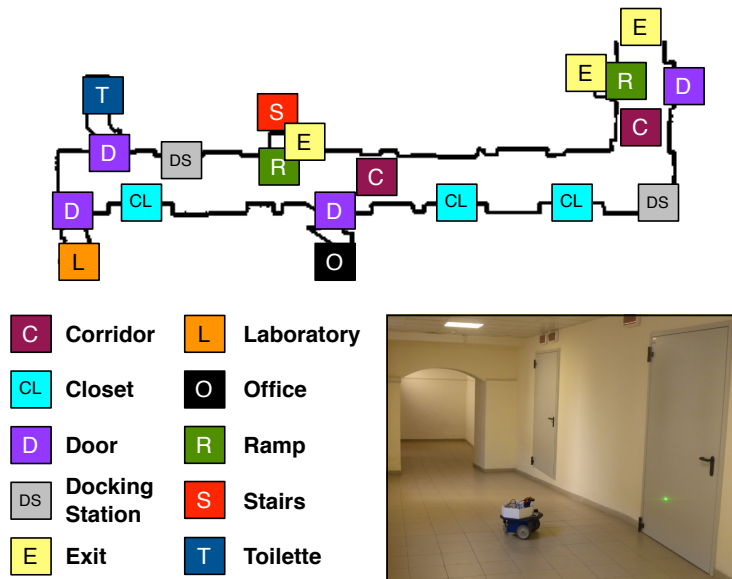 E
E
R
D
T
S
C
E
D
DS
R
C
CL
D
D
CL
CL
DS
L
O
C Corridor
L Laboratory
CL Closet
O Office
D Door
R Ramp
DS Docking
Station
S Stairs
E Exit
T Toilette